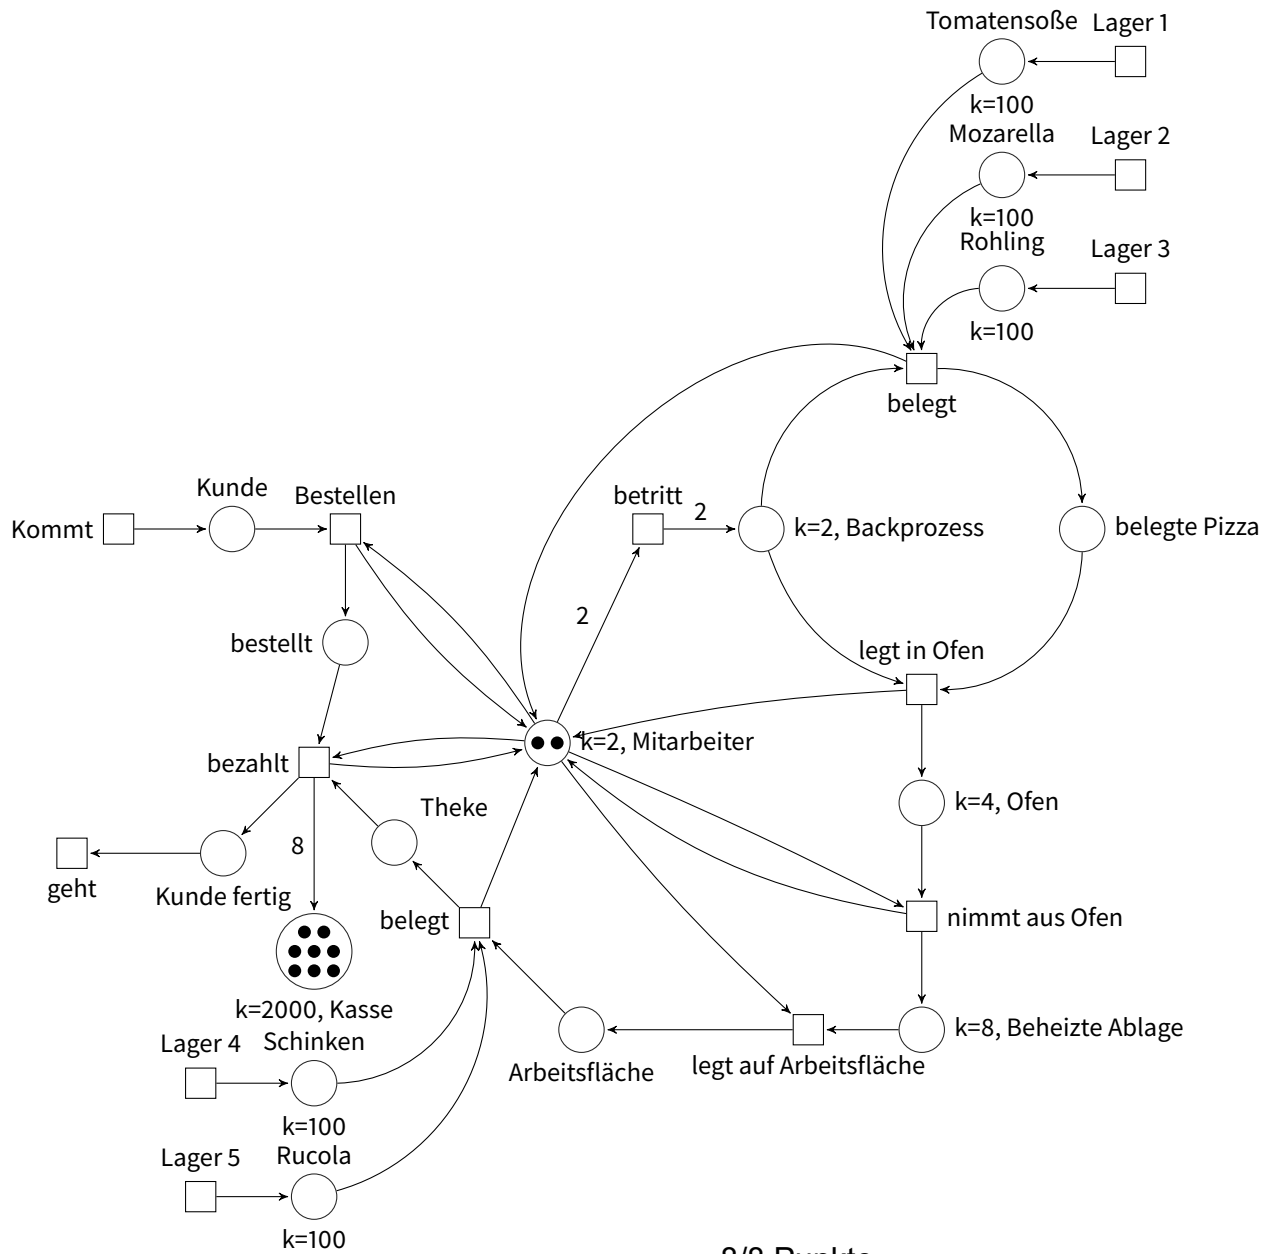 Tomatensoße
Lager 1
k=100
Mozarella
Lager 2
k=100
Rohling
Lager 3
k=100
belegt
Kunde
Bestellen
betritt
2
Kommt
k=2, Backprozess
belegte Pizza
2
bestellt
legt in Ofen
bezahlt
k=2, Mitarbeiter
Theke
k=4, Ofen
8
geht
Kunde fertig
belegt
nimmt aus Ofen
k=2000, Kasse
Lager 4
Schinken
k=8, Beheizte Ablage
Arbeitsfläche
legt auf Arbeitsfläche
k=100
Lager 5
Rucola
k=100